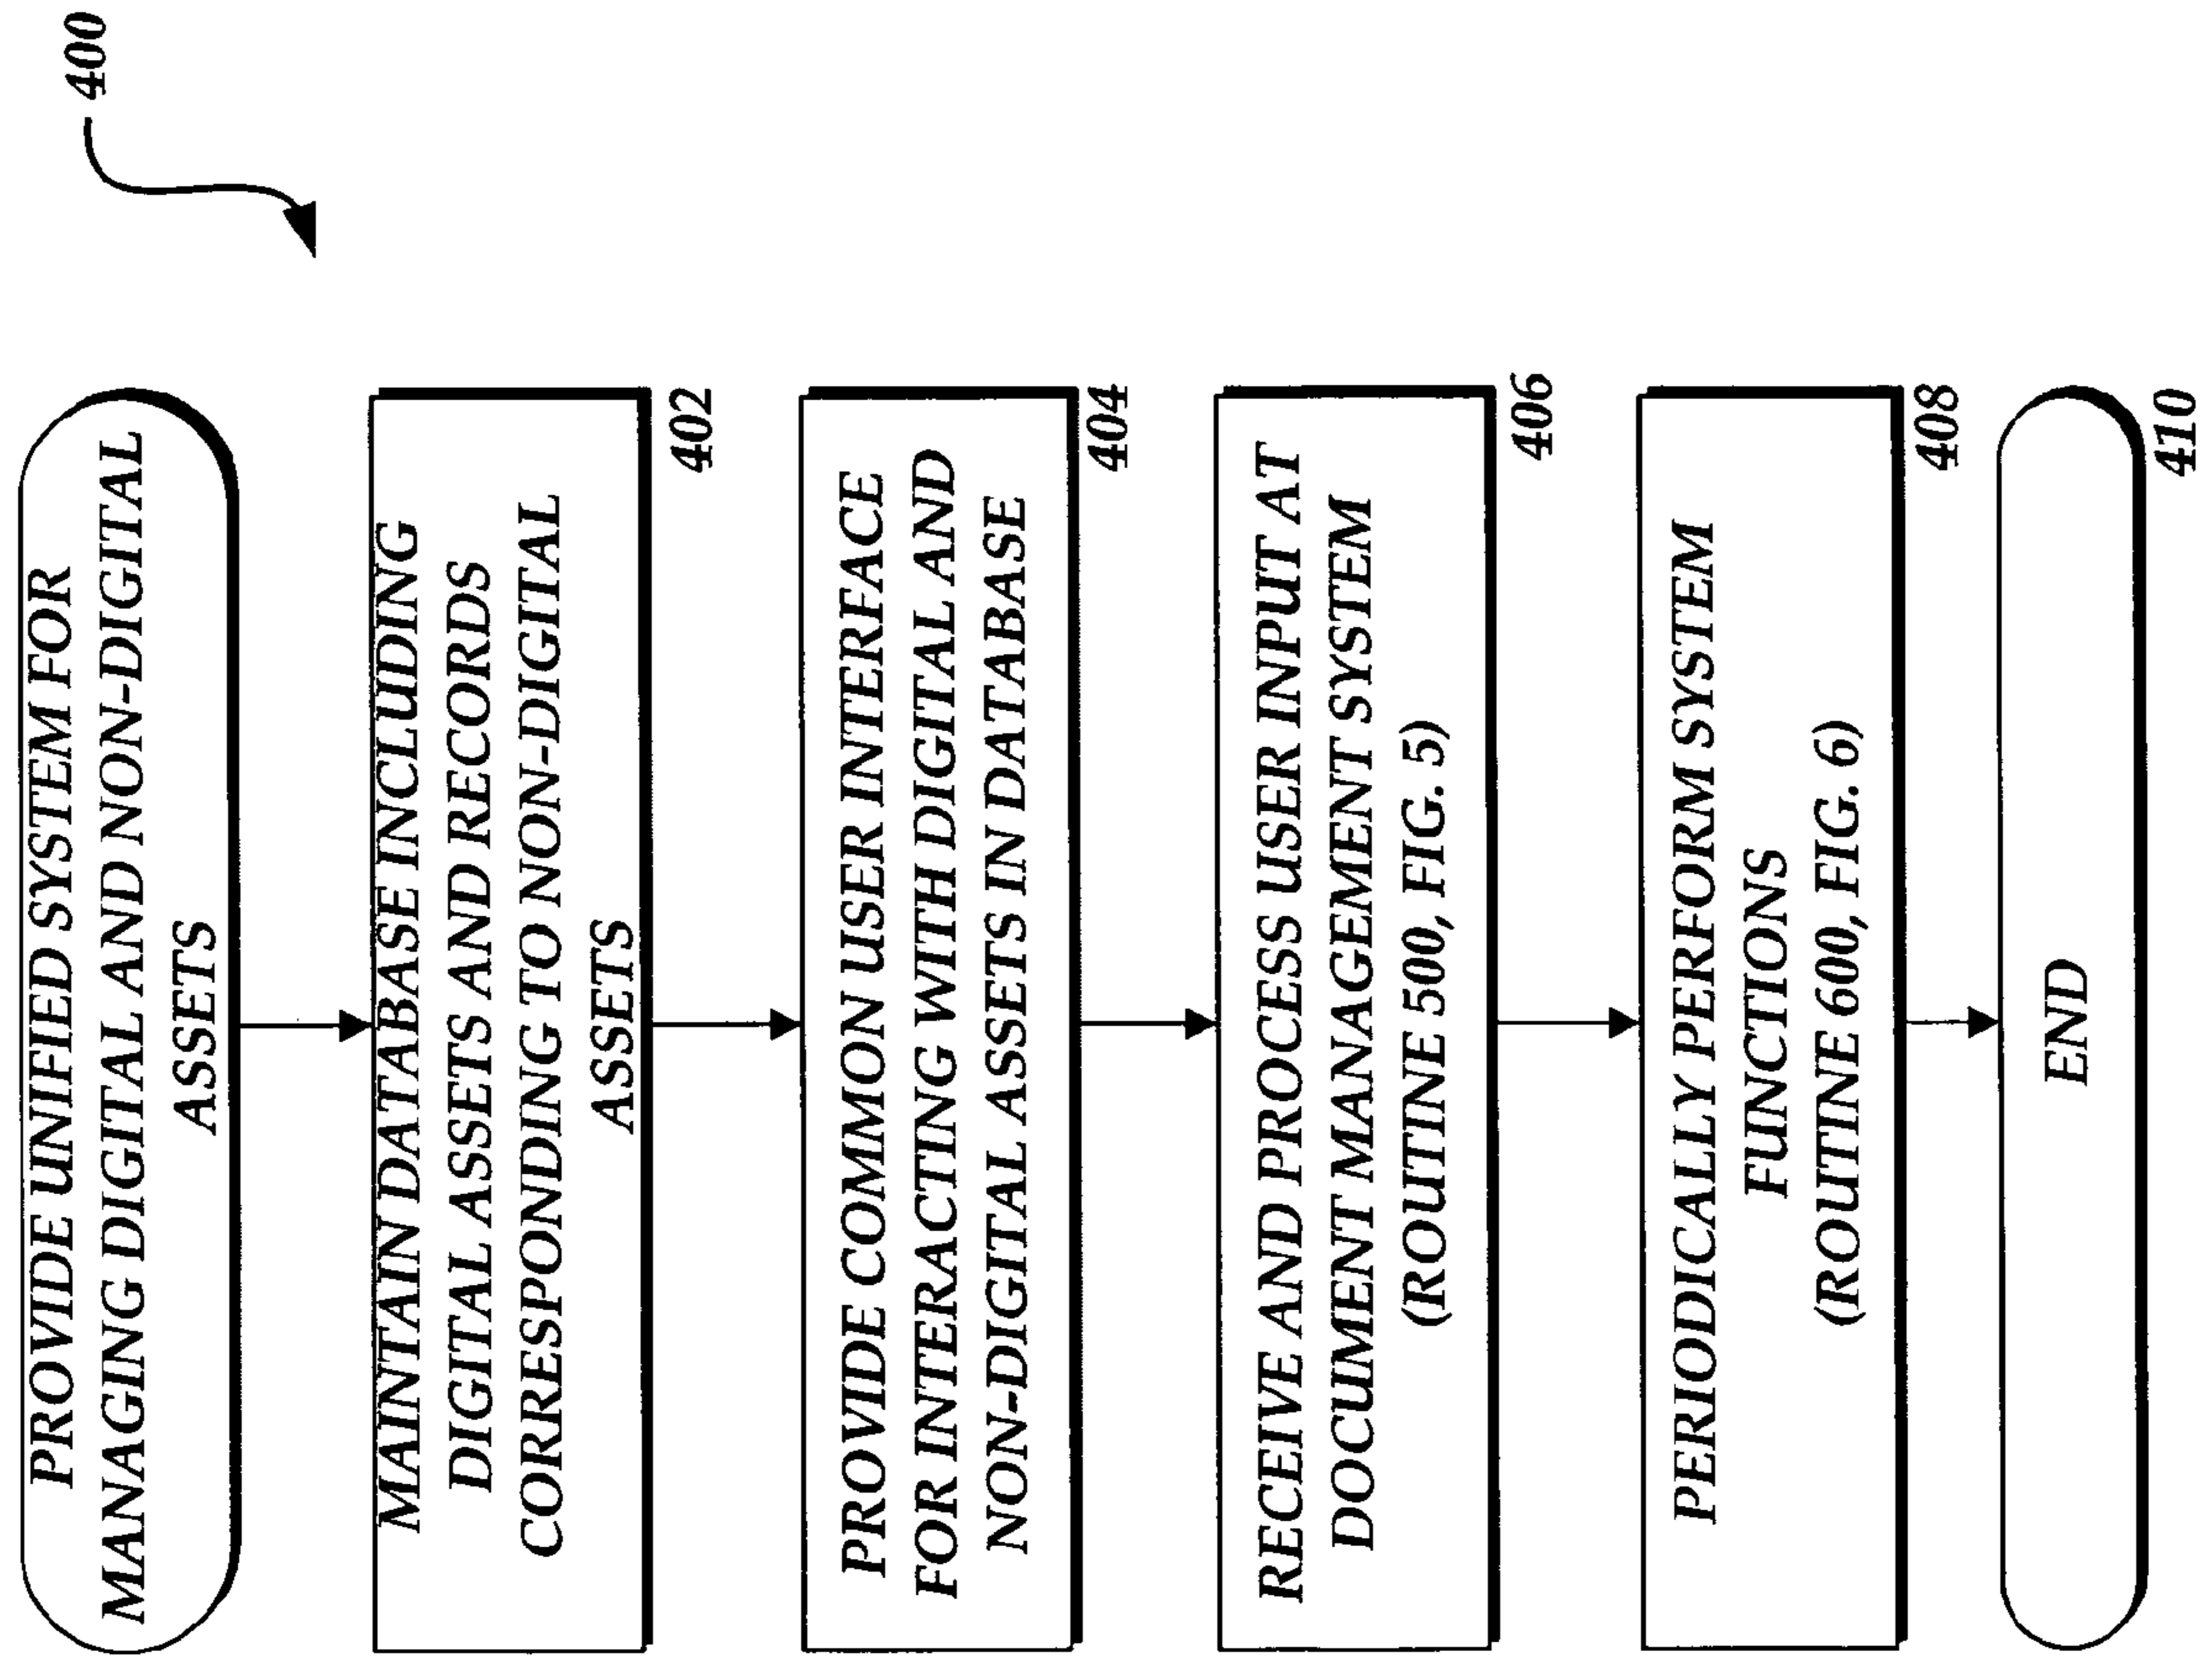 400
PROVIDE UNIFIED SYSTEM FOR
MANAGING DIGITAL AND NON-DIGITAL
ASSETS
MAINTAIN DATABASE INCLUDING
DIGITAL ASSETS AND RECORDS
CORRESPONDING TO NON-DIGITAL
ASSETS
402
PROVIDE COMMON USER INTERFACE
FOR INTERACTING WITH DIGITAL AND
NON-DIGITAL ASSETS IN DATABASE
404
RECEIVE AND PROCESS USER INPUT AT
DOCUMENT MANAGEMENT SYSTEM
(ROUTINE 500, FIG. 5)
406
PERIODICALLY PERFORM SYSTEM
FUNCTIONS
(ROUTINE 600, FIG. 6)
408
END
410